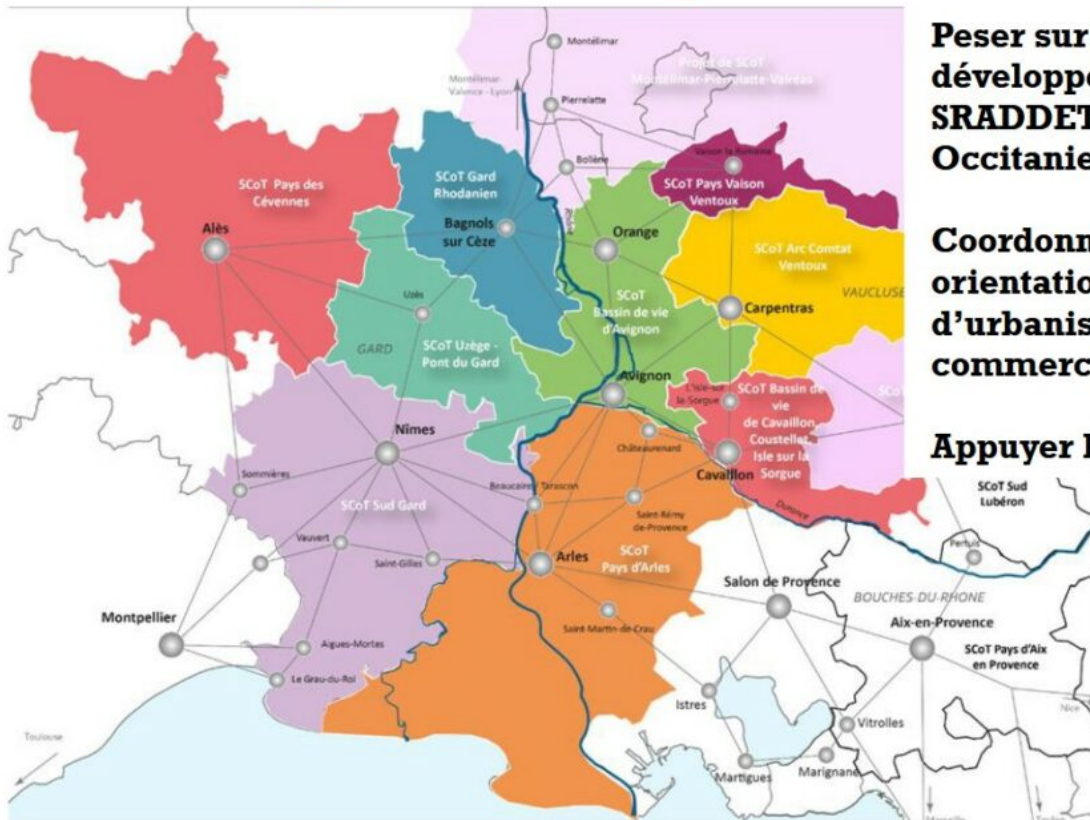 Peser sur
développe
SRADDET
Occitanie
Coordonn
orientatio
d'urbanis
commerc
Appuyer l
Montélimar
Projet de SCoT
Montélimar-Pierrelatte-Valréas
Montélimar
Valence - Lyon
Pierrelatte
Bollène
Vaison la Romaine
SCoT Pays Vaison
Ventoux
SCoT Pays des
Cévennes
SCoT Gard
Rhodanien
Bagnols
sur Cèze
Rhône
Alès
Orange
SCoT Arc Comtat
Ventoux
VAUCLUSE
Uzès
SCoT
Bassin de vie
d'Avignon
Carpentras
GARD
SCoT Uzège -
Pont du Gard
Avignon
L'Isle-sur
la-Sorgue
SCoT Bassin de
vie
de Cavaillon,
Coustellet,
Isle sur la
Sorgue
SCo
Nîmes
Châteaurenard
Cavaillon
Sommières
Beaucaire / Tarascon
SCoT Sud Gard
Saint-Rémy
de-Provence
Durance
SCoT Sud
Lubéron
Vauvert
Saint-Gilles
Arles
SCoT
Pays d'Arles
Pertuis
Salon de Provence
BOUCHES-DU-RHONE
Montpellier
Saint-Martin-de-Crau
Aix-en-Provence
Aigues-Mortes
SCoT Pays d'Aix
en Provence
Le Grau-du-Roi
Istres
Nice
Vitrolles
Toulouse
Martigues
Marignane
Marseille
Toulon